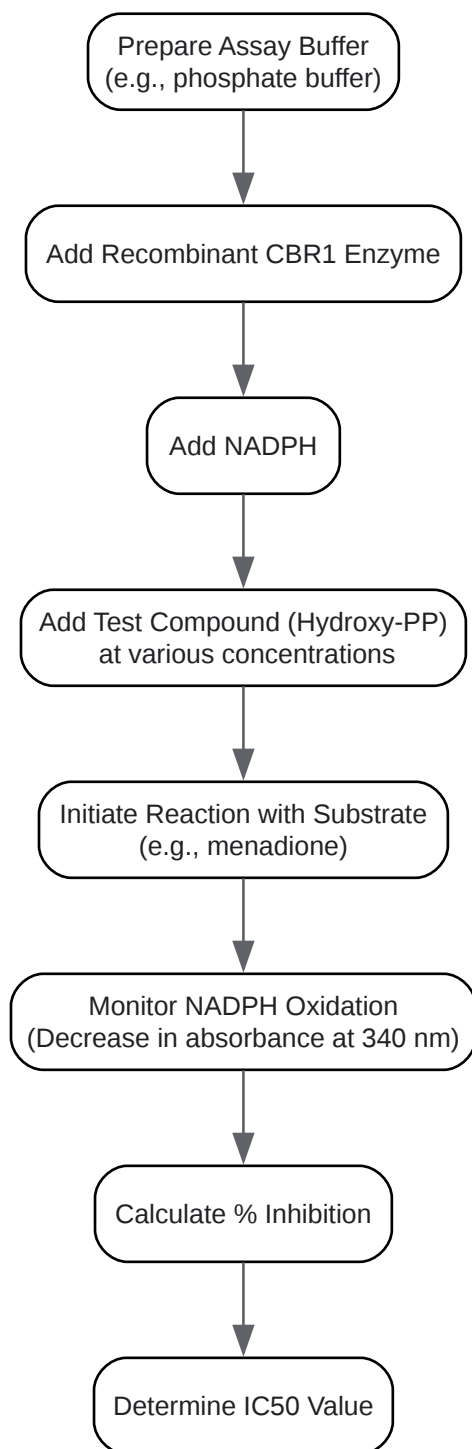 Prepare Assay Buffer
(e.g., phosphate buffer)
Add Recombinant CBR1 Enzyme
Add NADPH
Add Test Compound (Hydroxy-PP)
at various concentrations
Initiate Reaction with Substrate
(e.g., menadione)
Monitor NADPH Oxidation
(Decrease in absorbance at 340 nm)
Calculate % Inhibition
Determine IC50 Value